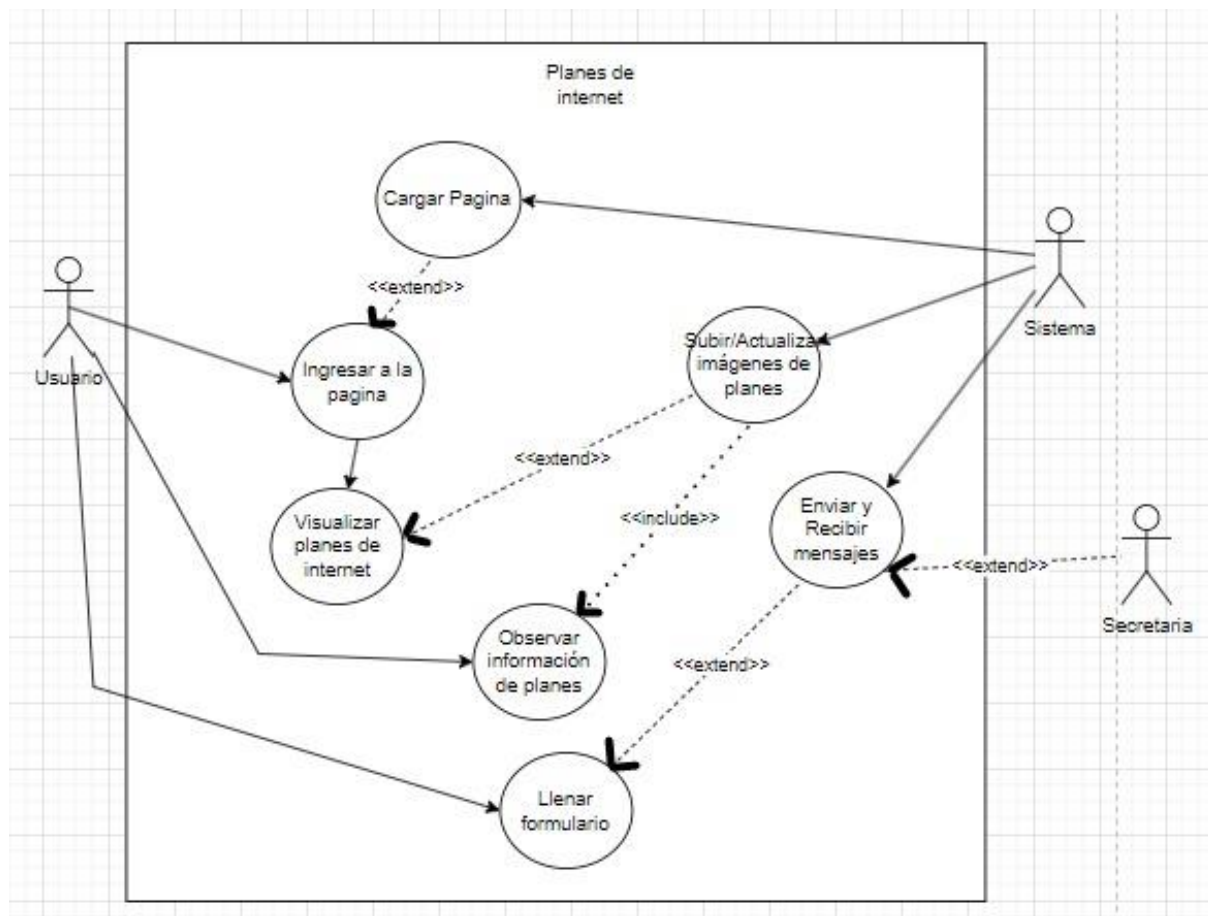 Planes de
internet
Cargar Pagina
<<extend>>
Sistema
Usuario
Ingresar a la
pagina
Subir/Actualizar
imágenes de
planes
<<extend>>
Visualizar
planes de
internet
<<include>>
Enviar y
Recibir
mensajes
<<extend>>
Secretaria
Observar
información
de planes
<<extend>>
Llenar
formulario